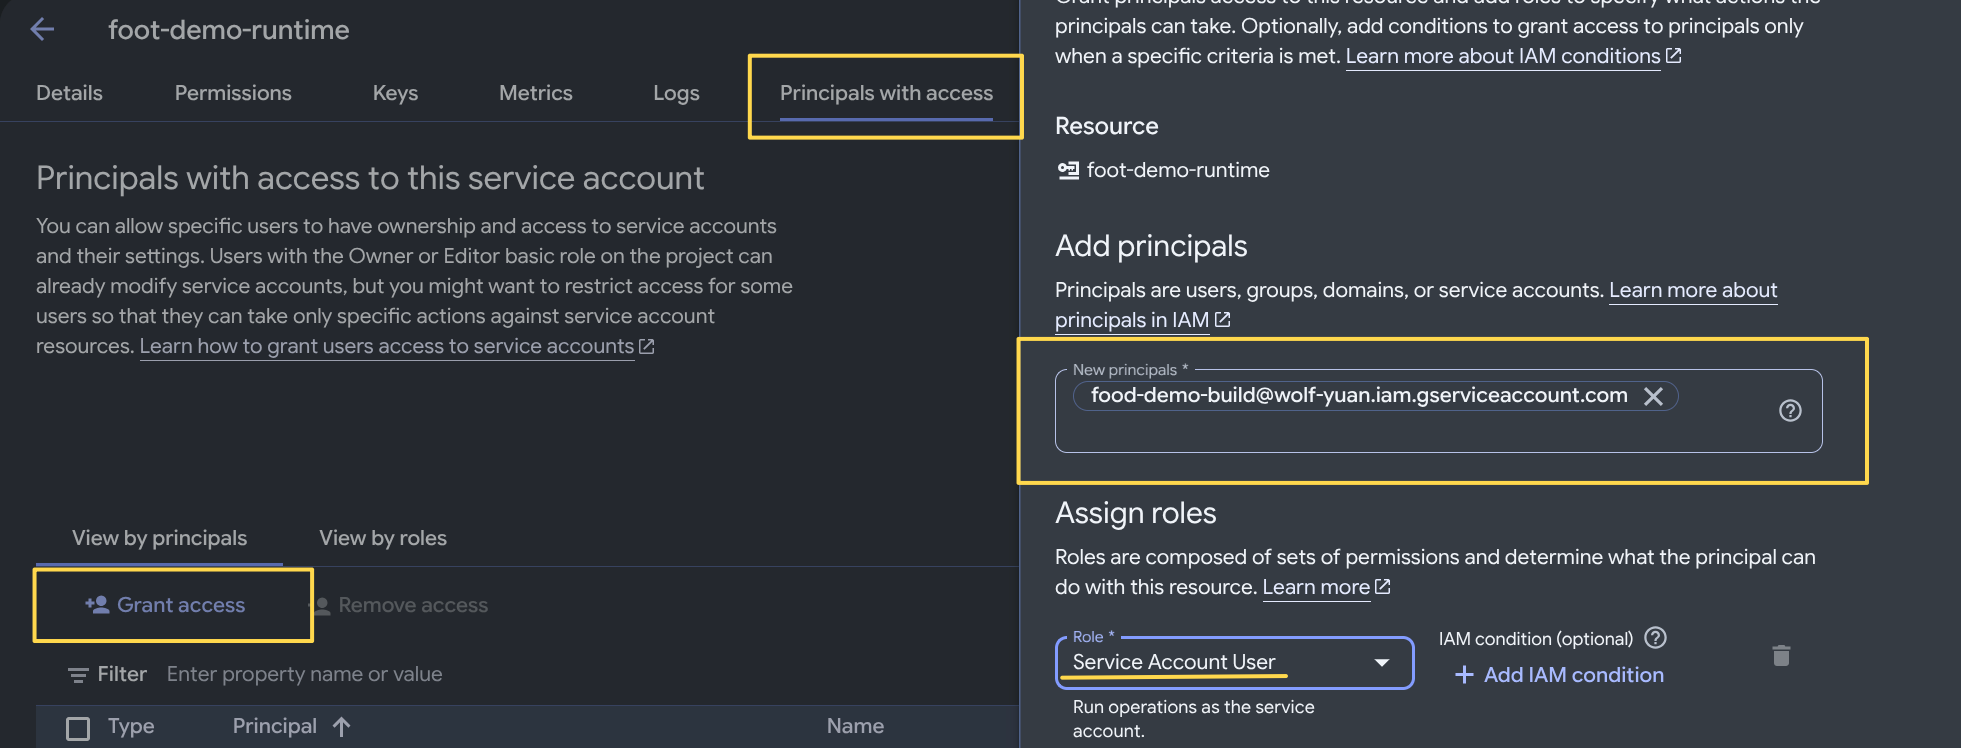 foot-demo-runtime
Details
Permissions
Keys
Metrics
Logs
Principals with access
Principals with access to this service account
You can allow specific users to have ownership and access to service accounts
and their settings. Users with the Owner or Editor basic role on the project can
already modify service accounts, but you might want to restrict access for some
users so that they can take only specific actions against service account
resources. Learn how to grant users access to service accounts
View by principals
View by roles
Grant access
Remove access
Filter Enter property name or value
Type
Principal
Name
principals can take. Optionally, add conditions to grant access to principals only
when a specific criteria is met. Learn more about IAM conditions
Resource
foot-demo-runtime
Add principals
Principals are users, groups, domains, or service accounts. Learn more about
principals in IAM
New principals *
food-demo-build@wolf-yuan.iam.gserviceaccount.com
Assign roles
Roles are composed of sets of permissions and determine what the principal can
do with this resource. Learn more
Role *
Service Account User
IAM condition (optional)
+ Add IAM condition
Run operations as the service
account.